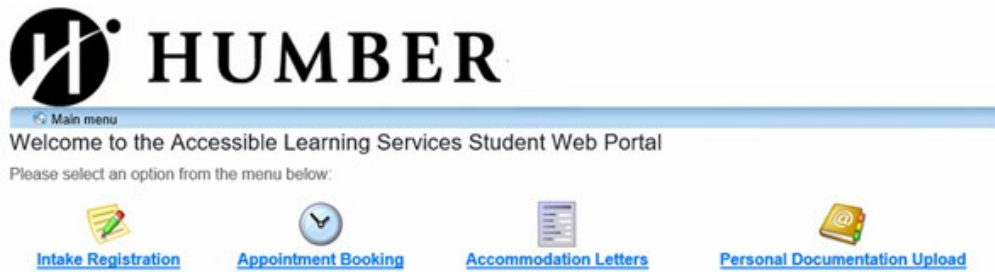 HUMBER
Main menu
Welcome to the Accessible Learning Services Student Web Portal
Please select an option from the menu below:
Intake Registration Appointment Booking Accommodation Letters Personal Documentation Upload